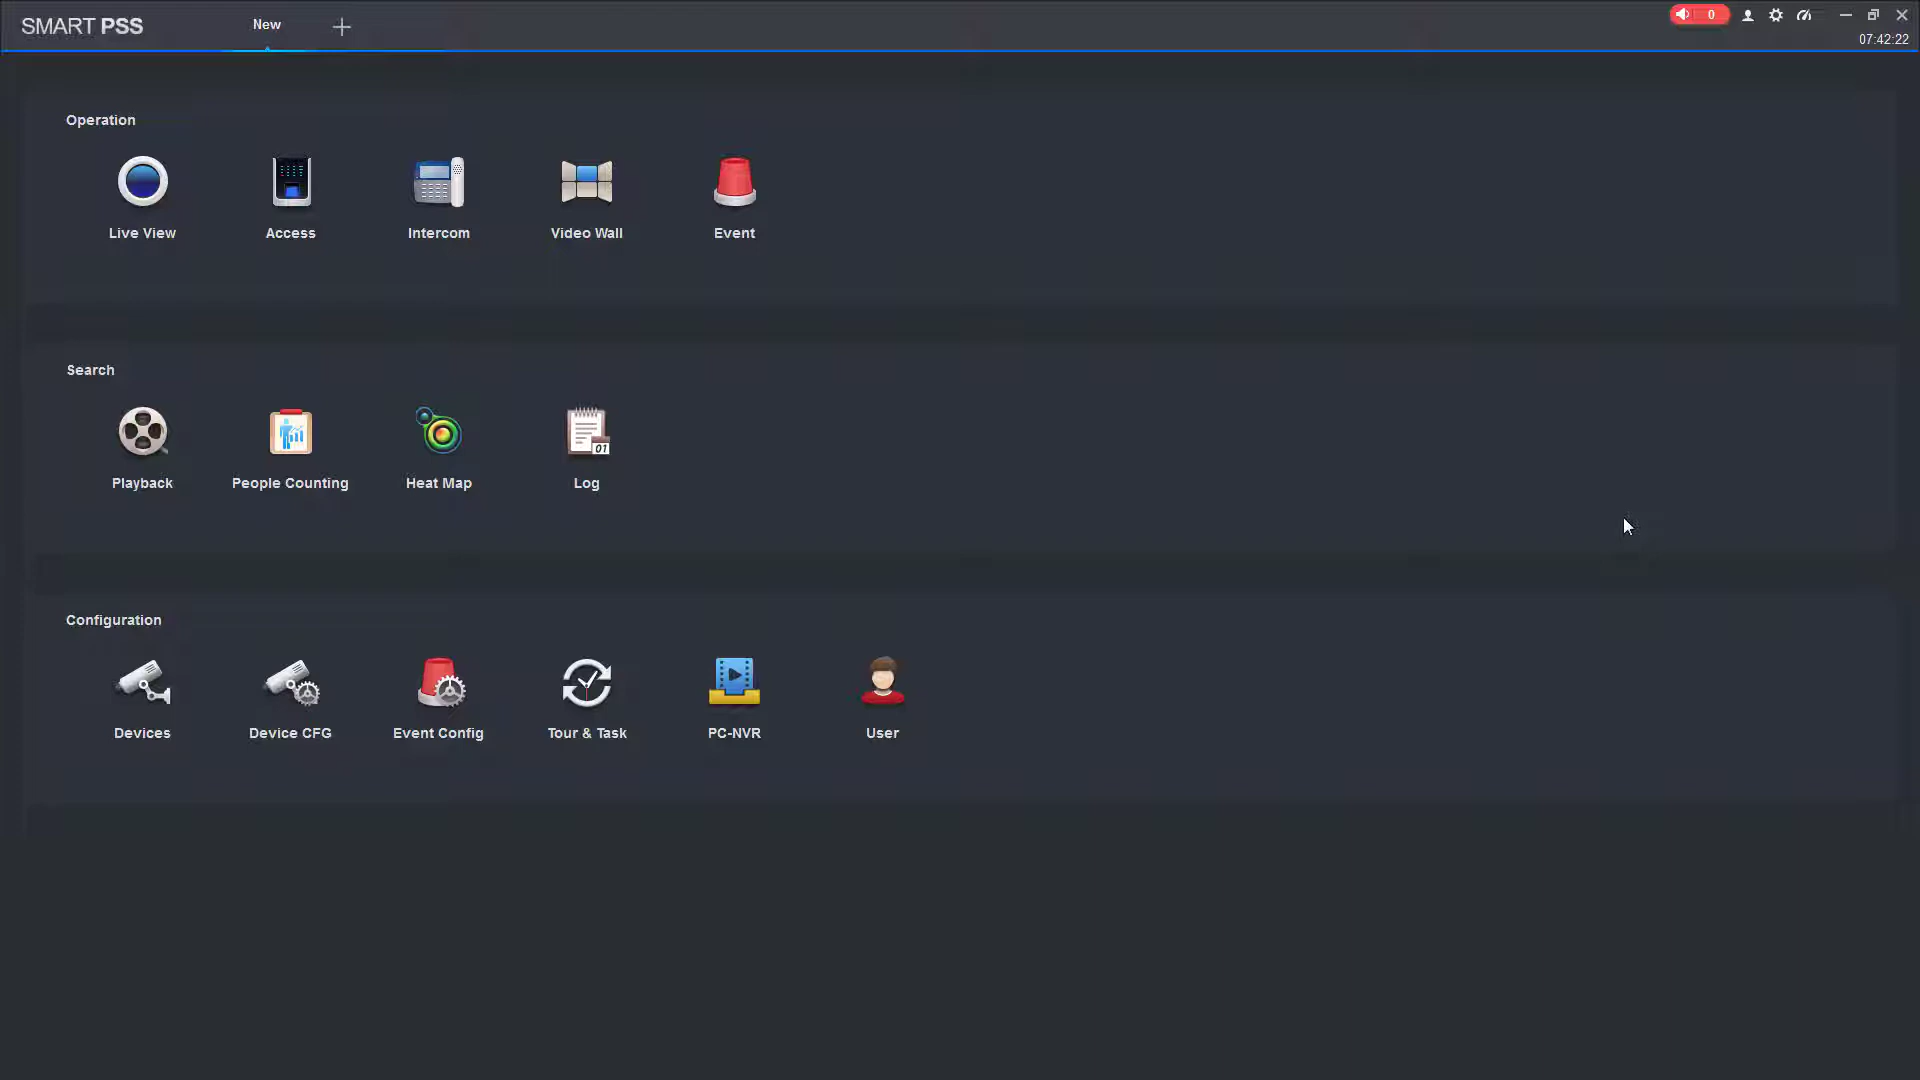 SMART PSS
New
0
07:42:22
Operation
Live View
Access
Intercom
Video Wall
Event
Search
Playback
People Counting
Heat Map
01
Log
Configuration
Devices
Device CFG
Event Config
Tour & Task
PC-NVR
User